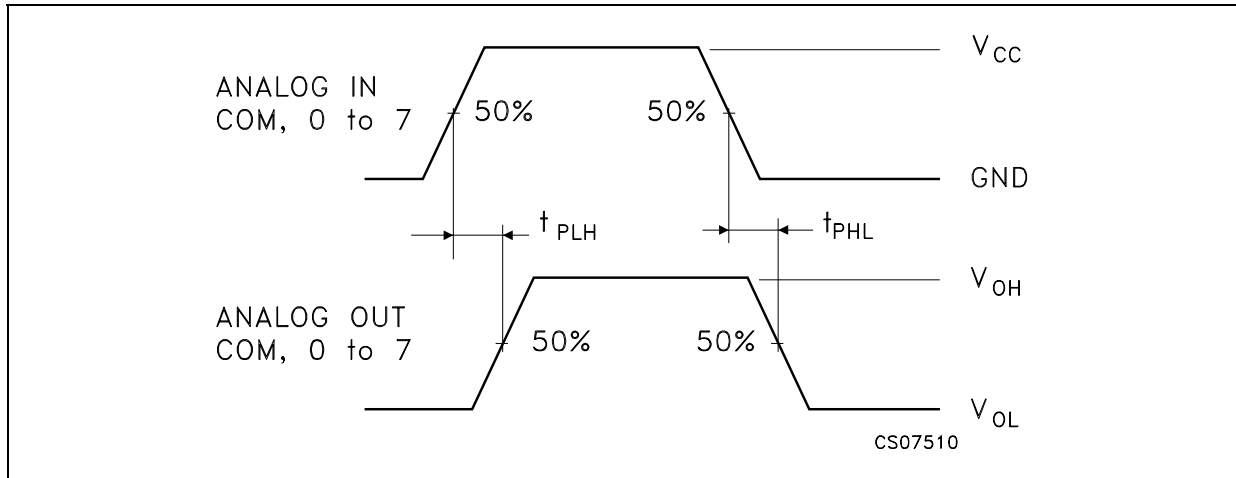 V_CC
ANALOG IN
COM, 0 to 7
50%
50%
GND
t_PLH
t_PHL
V_OH
ANALOG OUT
COM, 0 to 7
50%
50%
V_OL
CS07510